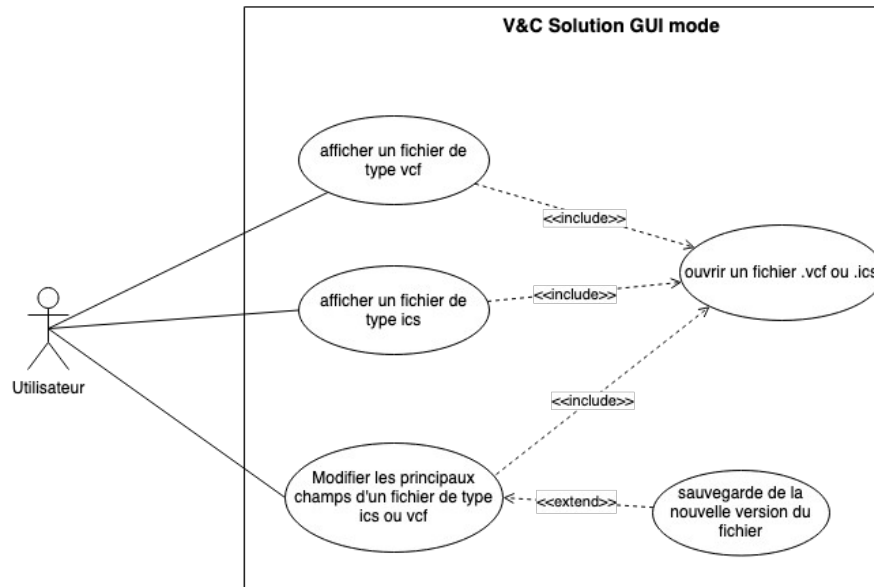 V&C Solution GUI mode
afficher un fichier de
type vcf
<<include>>
ouvrir un fichier .vcf ou .ics
afficher un fichier de
type ics
<<include>>
Utilisateur
<<include>>
Modifier les principaux
champs d'un fichier de type
ics ou vcf
<<extend>>
sauvegarde de la
nouvelle version du
fichier